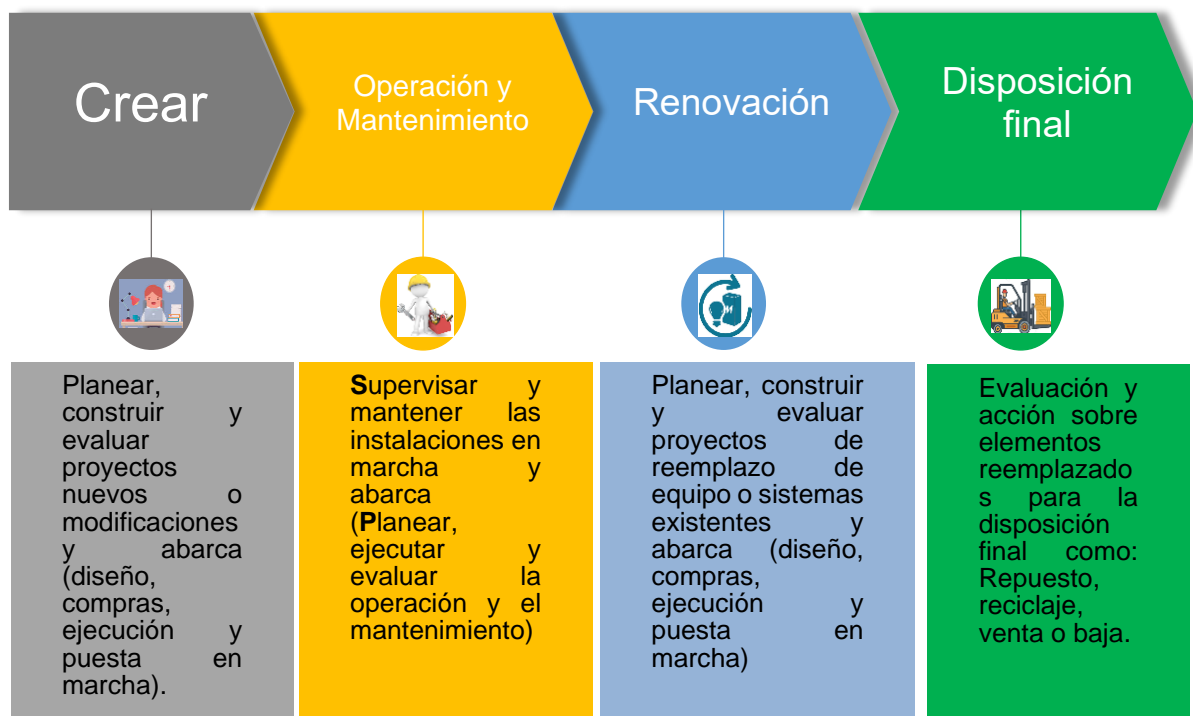 Crear
Operación y
Mantenimiento
Renovación
Disposición
final
Planear,
construir y
evaluar
proyectos
nuevos o
modificaciones
y abarca
(diseño,
compras,
ejecución y
puesta en
marcha).
Supervisar y
mantener las
instalaciones en
marcha y
abarca
(Planear,
ejecutar y
evaluar la
operación y el
mantenimiento)
Planear, construir
y evaluar
proyectos de
reemplazo de
equipo o sistemas
existentes y
abarca (diseño,
compras,
ejecución y
puesta en
marcha)
Evaluación y
acción sobre
elementos
reemplazado
s para la
disposición
final como:
Repuesto,
reciclaje,
venta o baja.